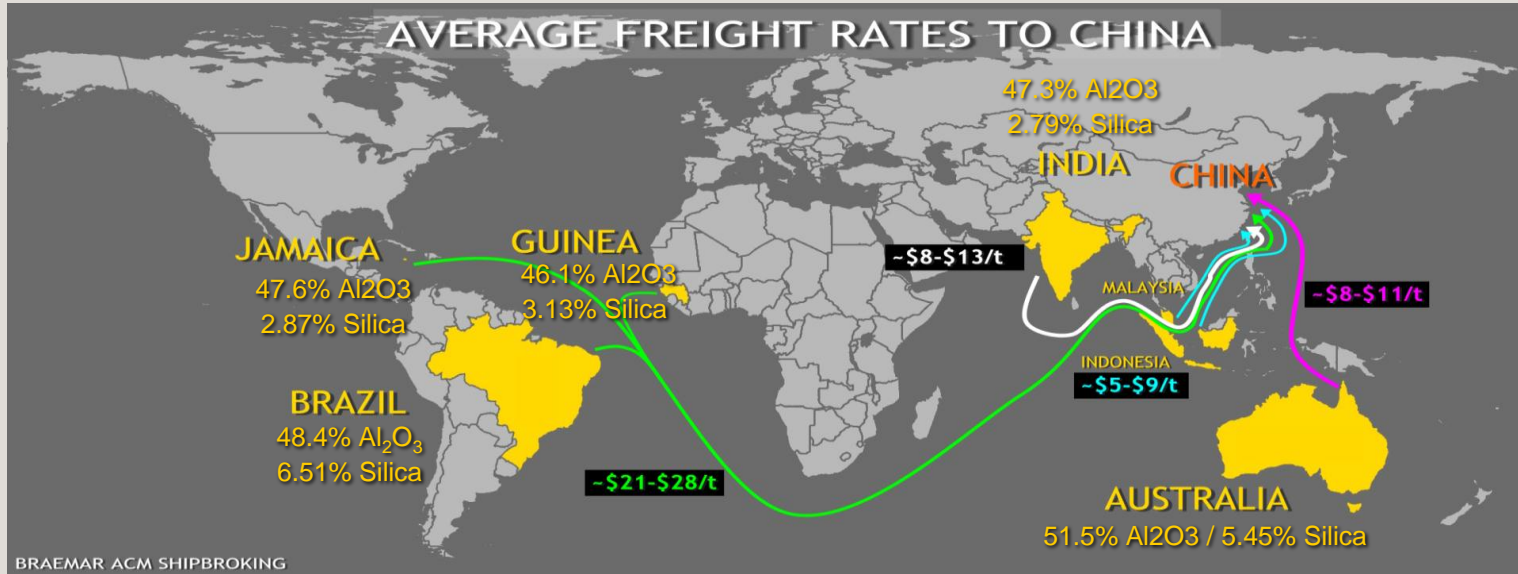 AVERAGE FREIGHT RATES TO CHINA
47.3% Al2O3
2.79% Silica
INDIA
CHINA
JAMAICA
47.6% Al2O3
2.87% Silica
GUINEA
46.1% Al2O3
3.13% Silica
~$8-$13/t
MALAYSIA
~$8-$11/t
INDONESIA
~$5-$9/t
BRAZIL
48.4% Al₂O₃
6.51% Silica
~$21-$28/t
AUSTRALIA
51.5% Al2O3 / 5.45% Silica
BRAEMAR ACM SHIPBROKING